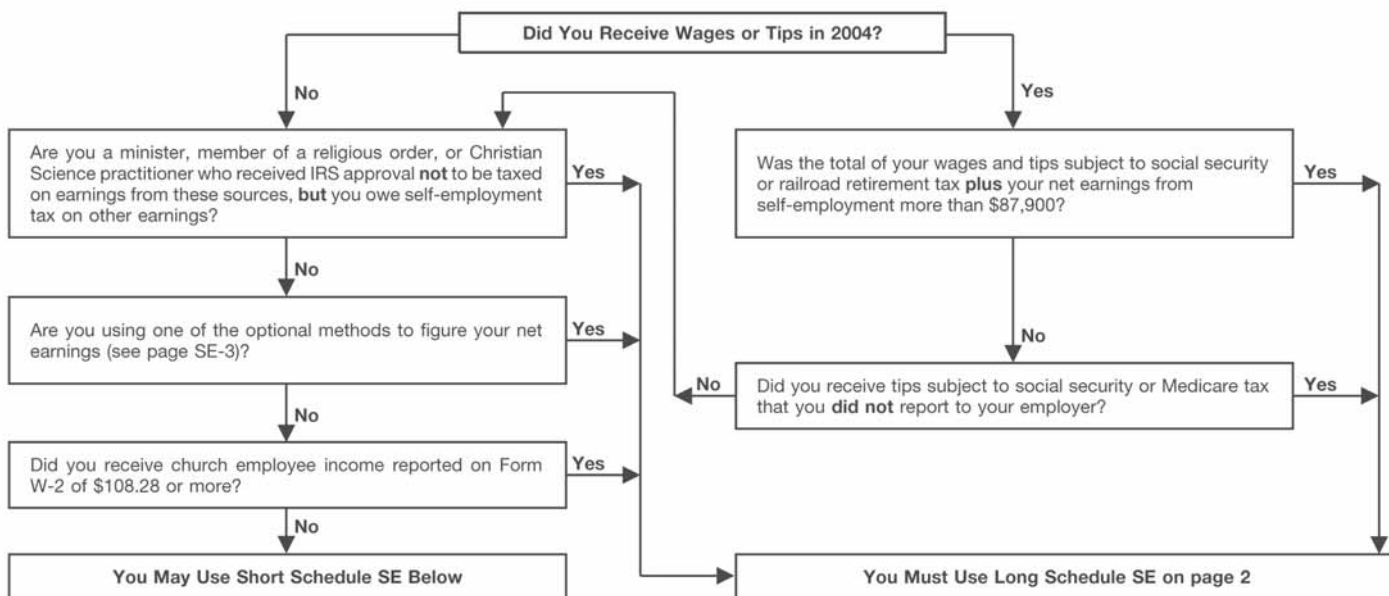 Did You Receive Wages or Tips in 2004?
No
Yes
Are you a minister, member of a religious order, or Christian
Science practitioner who received IRS approval not to be taxed
on earnings from these sources, but you owe self-employment
tax on other earnings?
Yes
Was the total of your wages and tips subject to social security
or railroad retirement tax plus your net earnings from
self-employment more than $87,900?
Yes
No
Are you using one of the optional methods to figure your net
earnings (see page SE-3)?
Yes
No
No
Did you receive tips subject to social security or Medicare tax
that you did not report to your employer?
Yes
No
Did you receive church employee income reported on Form
W-2 of $108.28 or more?
Yes
No
You May Use Short Schedule SE Below
You Must Use Long Schedule SE on page 2